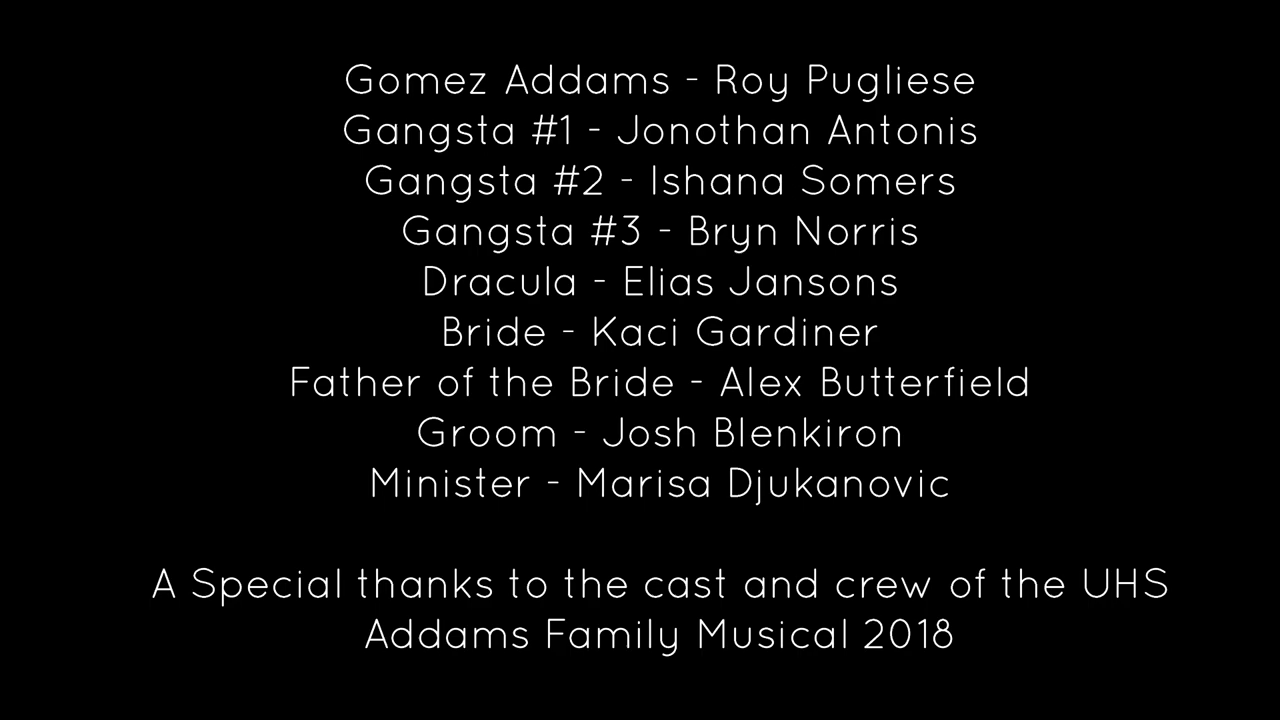 Gomez Addams - Roy Pugliese
Gangsta #1 - Jonothan Antonis
Gangsta #2 - Ishana Somers
Gangsta #3 - Bryn Norris
Dracula - Elias Jansons
Bride - Kaci Gardiner
Father of the Bride - Alex Butterfield
Groom - Josh Blenkiron
Minister - Marisa Djukanovic
A Special thanks to the cast and crew of the UHS
Addams Family Musical 2018